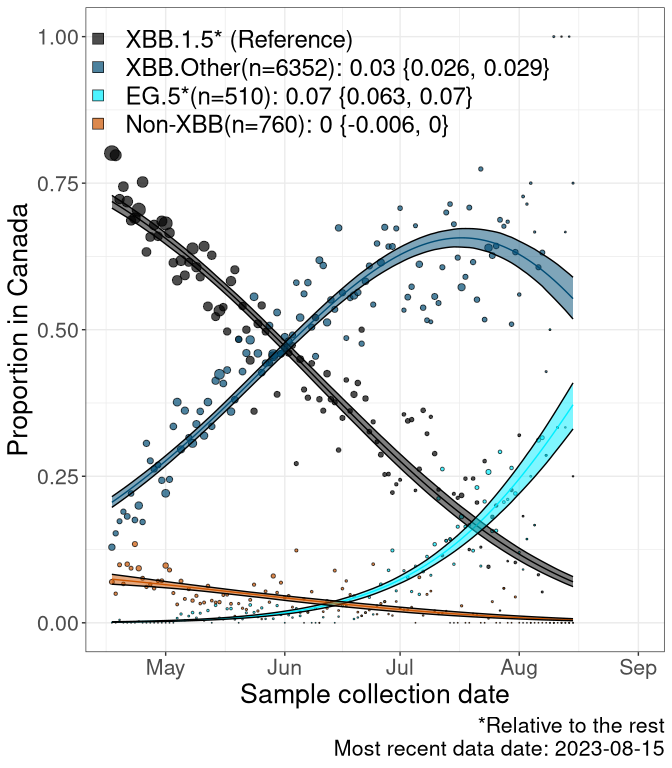 1.00
0.75
0.50
0.25
0.00
Proportion in Canada
XBB.1.5* (Reference)
XBB.Other(n=6352): 0.03 {0.026, 0.029}
EG.5*(n=510): 0.07 {0.063, 0.07}
Non-XBB(n=760): 0 {-0.006, 0}
May Jun Jul Aug Sep
Sample collection date
*Relative to the rest
Most recent data date: 2023-08-15